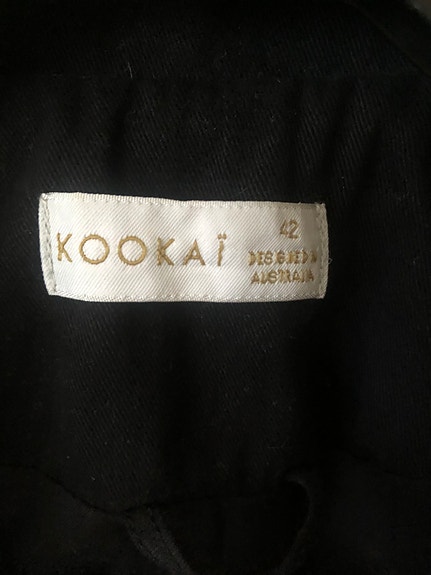 KOOKAÏ
42
DESIGNED IN
AUSTRALIA